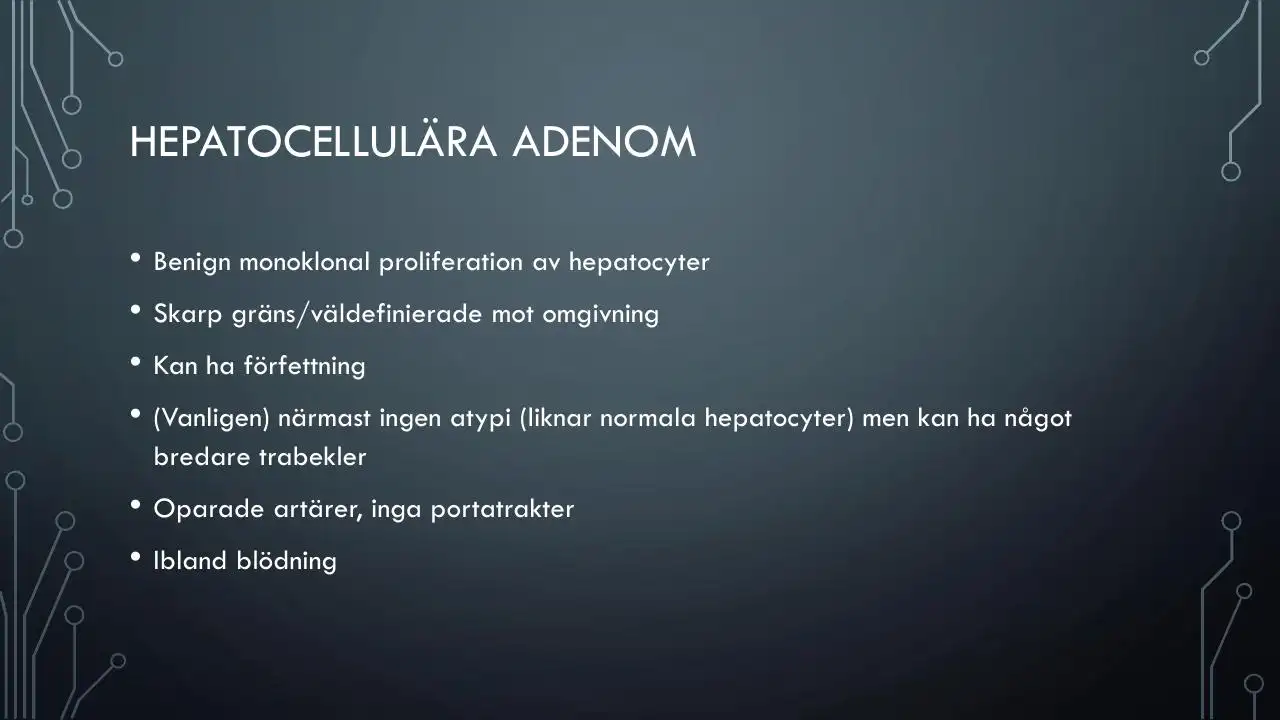 HEPATOCELLULÄRA ADENOM
• Benign monoklonal proliferation av hepatocyter
• Skarp gräns/väldefinierade mot omgivning
• Kan ha förfettning
• (Vanligen) närmast ingen atypi (liknar normala hepatocyter) men kan ha något
bredare trabekler
• Oparade artärer, inga portatrakter
• Ibland blödning